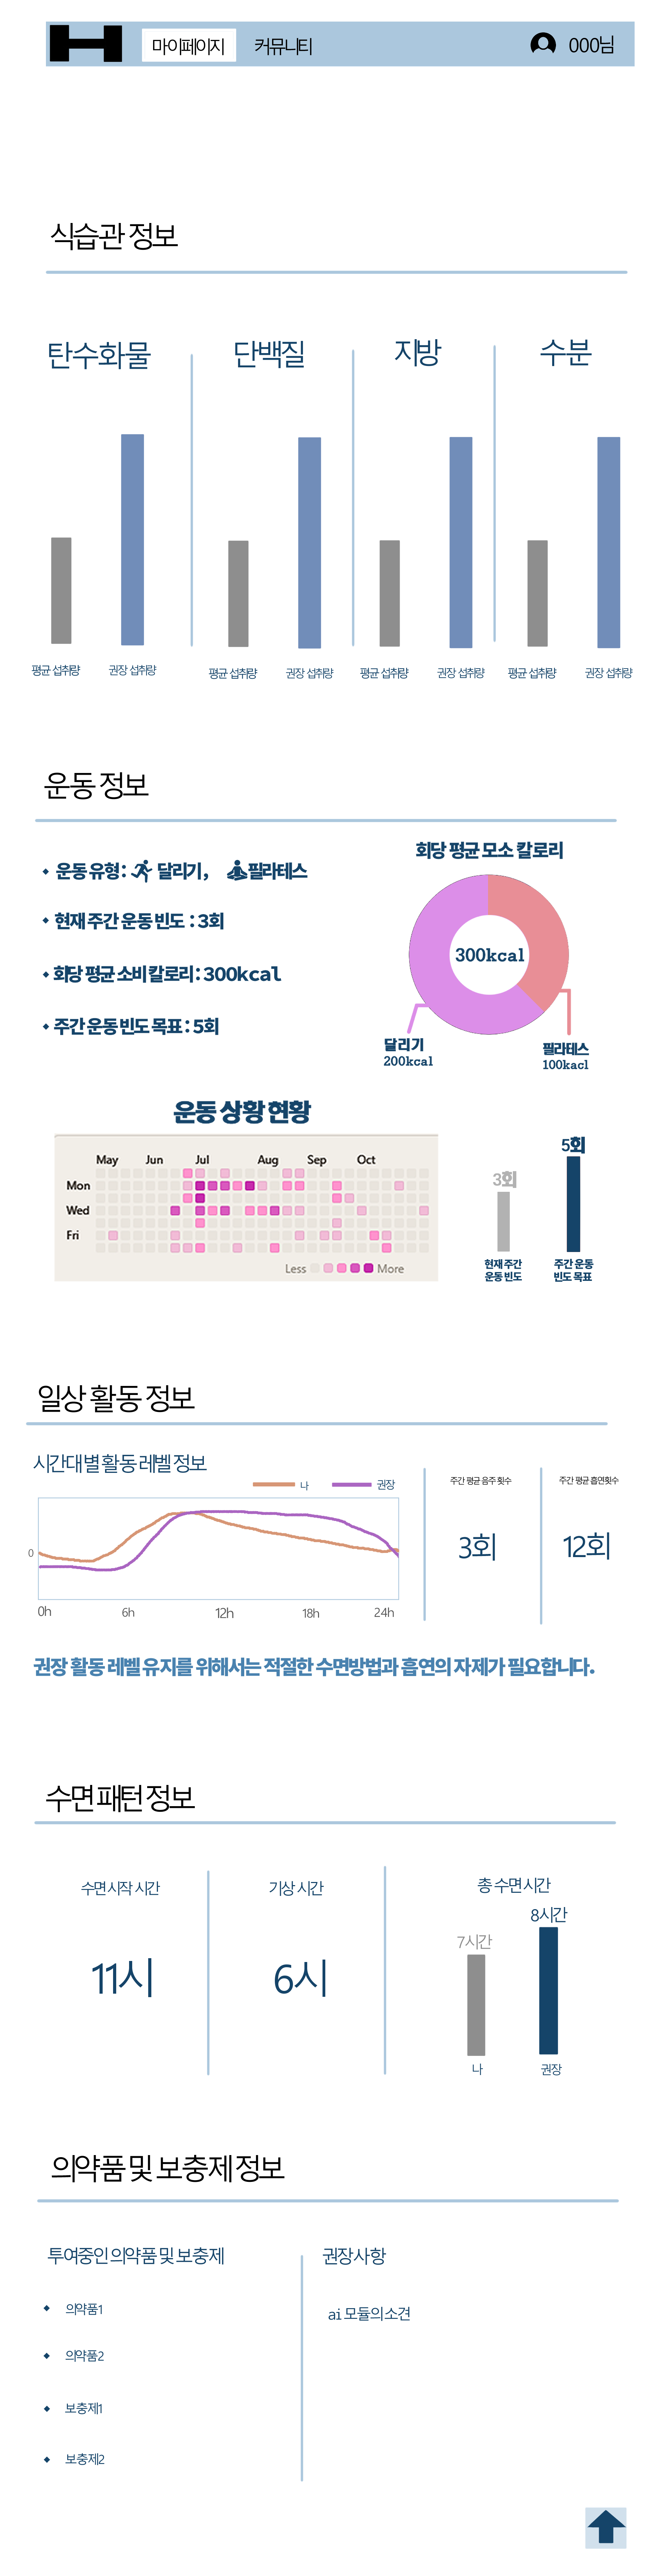 마이페이지 커뮤니티 000님
식습관 정보
탄수화물 단백질 지방 수분
평균 섭취량 권장 섭취량 평균 섭취량 권장 섭취량 평균 섭취량 권장 섭취량 평균 섭취량 권장 섭취량
운동 정보
회당 평균 모소 칼로리
운동 유형 : 달리기, 필라테스
현재 주간 운동 빈도 : 3회
300kcal
회당 평균 소비 칼로리 : 300kcal
주간 운동 빈도 목표 : 5회
달리기
200kcal
필라테스
100kacl
운동 상황 현황
May Jun Jul Aug Sep Oct
Mon
Wed
Fri
Less More
5회
3회
현재 주간
운동 빈도
주간 운동
빈도 목표
일상 활동 정보
시간대별 활동 레벨 정보
나 권장
0
0h 6h 12h 18h 24h
주간 평균 음주 횟수
3회
주간 평균 흡연횟수
12회
권장 활동 레벨 유지를 위해서는 적절한 수면방법과 흡연의 자제가 필요합니다.
수면 패턴 정보
수면 시작 시간 기상 시간 총 수면 시간
8시간
7시간
11시 6시
나 권장
의약품 및 보충제 정보
투여중인 의약품 및 보충제
의약품1
의약품2
보충제1
보충제2
권장 사항
ai 모듈의 소견